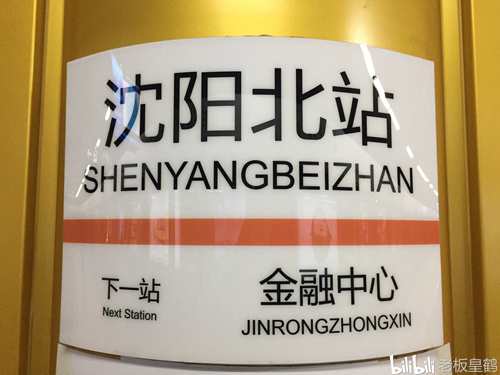 沈阳北站
SHENYANGBEIZHAN
下一站
Next Station
金融中心
JINRONGZHONGXIN
bilibili 老板皇鹤